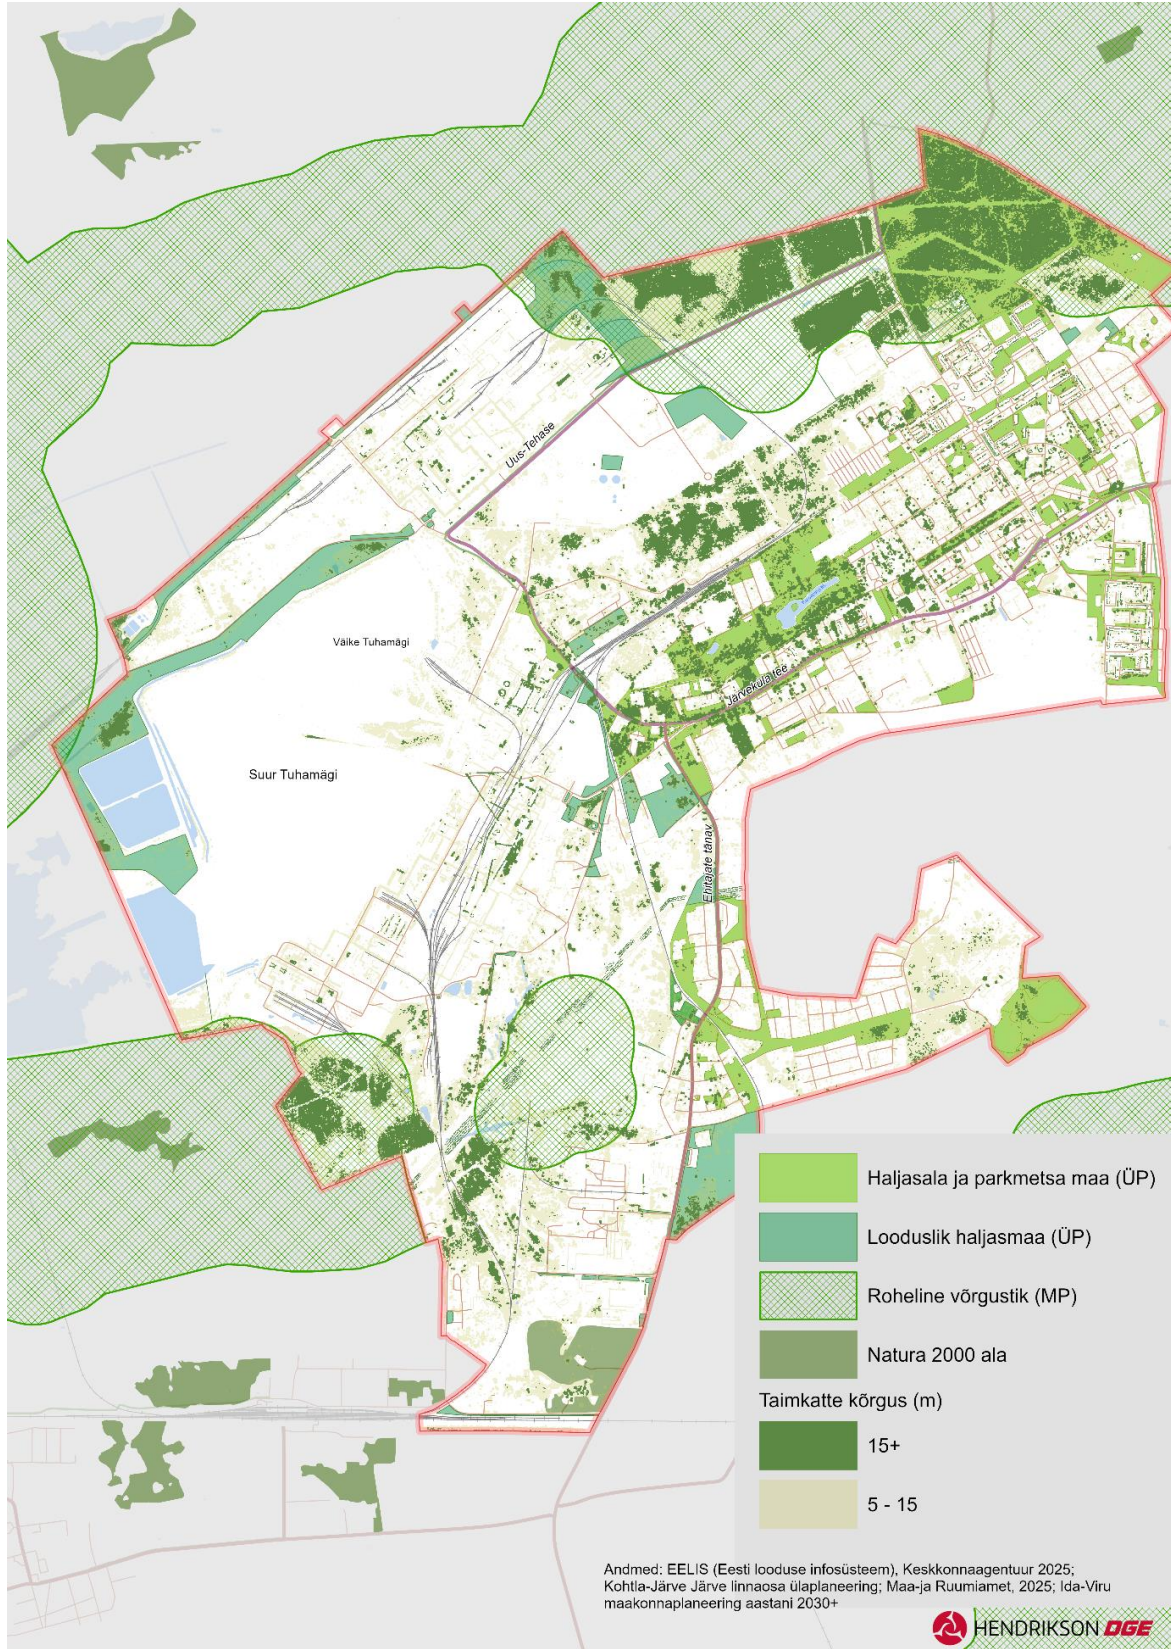 Uus-Tehase
Väike Tuhamägi
Suur Tuhamägi
Järveküla tee
Ehitajate tänav
Haljasala ja parkmetsa maa (ÜP)
Looduslik haljasmaa (ÜP)
Roheline võrgustik (MP)
Natura 2000 ala
Taimkatte kõrgus (m)
15+
5 - 15
Andmed: EELIS (Eesti looduse infosüsteem), Keskkonnaagentuur 2025;
Kohtla-Järve Järve linnaosa ülaplaneering; Maa-ja Ruumiamet, 2025; Ida-Viru
maakonnaplaneering aastani 2030+
HENDRIKSON DGE